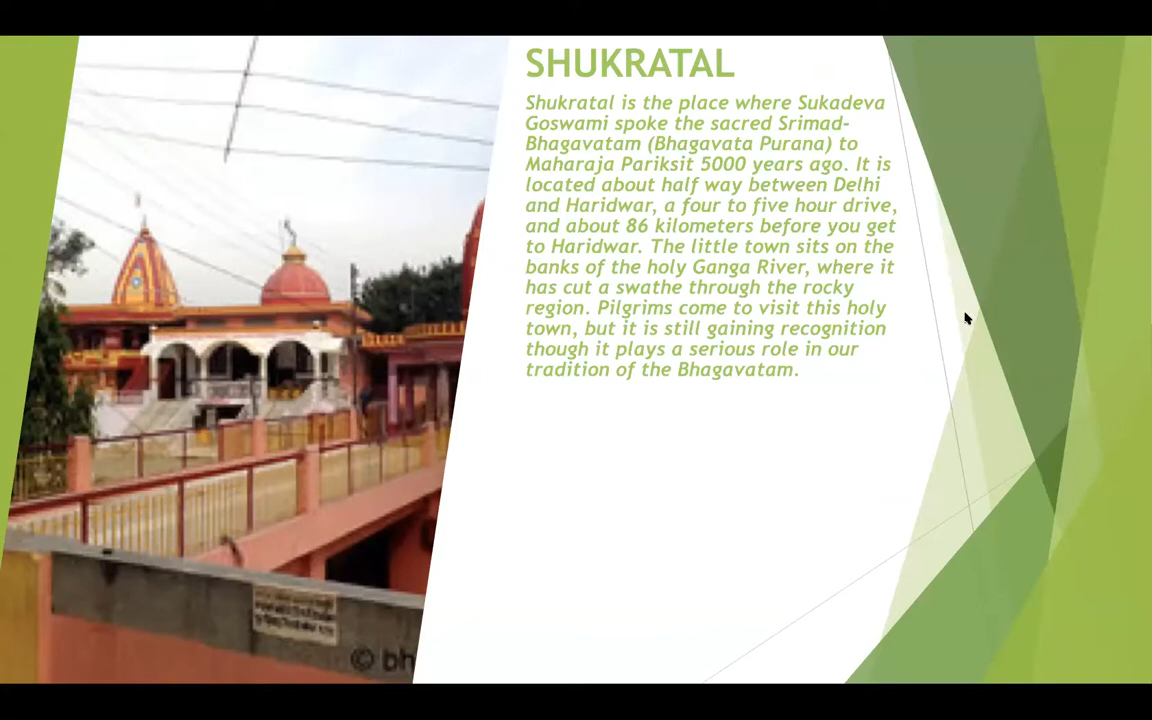 SHUKRATAL
Shukratal is the place where Sukadeva
Goswami spoke the sacred Srimad-
Bhagavatam (Bhagavata Purana) to
Maharaja Pariksit 5000 years ago. It is
located about half way between Delhi
and Haridwar, a four to five hour drive,
and about 86 kilometers before you get
to Haridwar. The little town sits on the
banks of the holy Ganga River, where it
has cut a swathe through the rocky
region. Pilgrims come to visit this holy
town, but it is still gaining recognition
though it plays a serious role in our
tradition of the Bhagavatam.
© bh